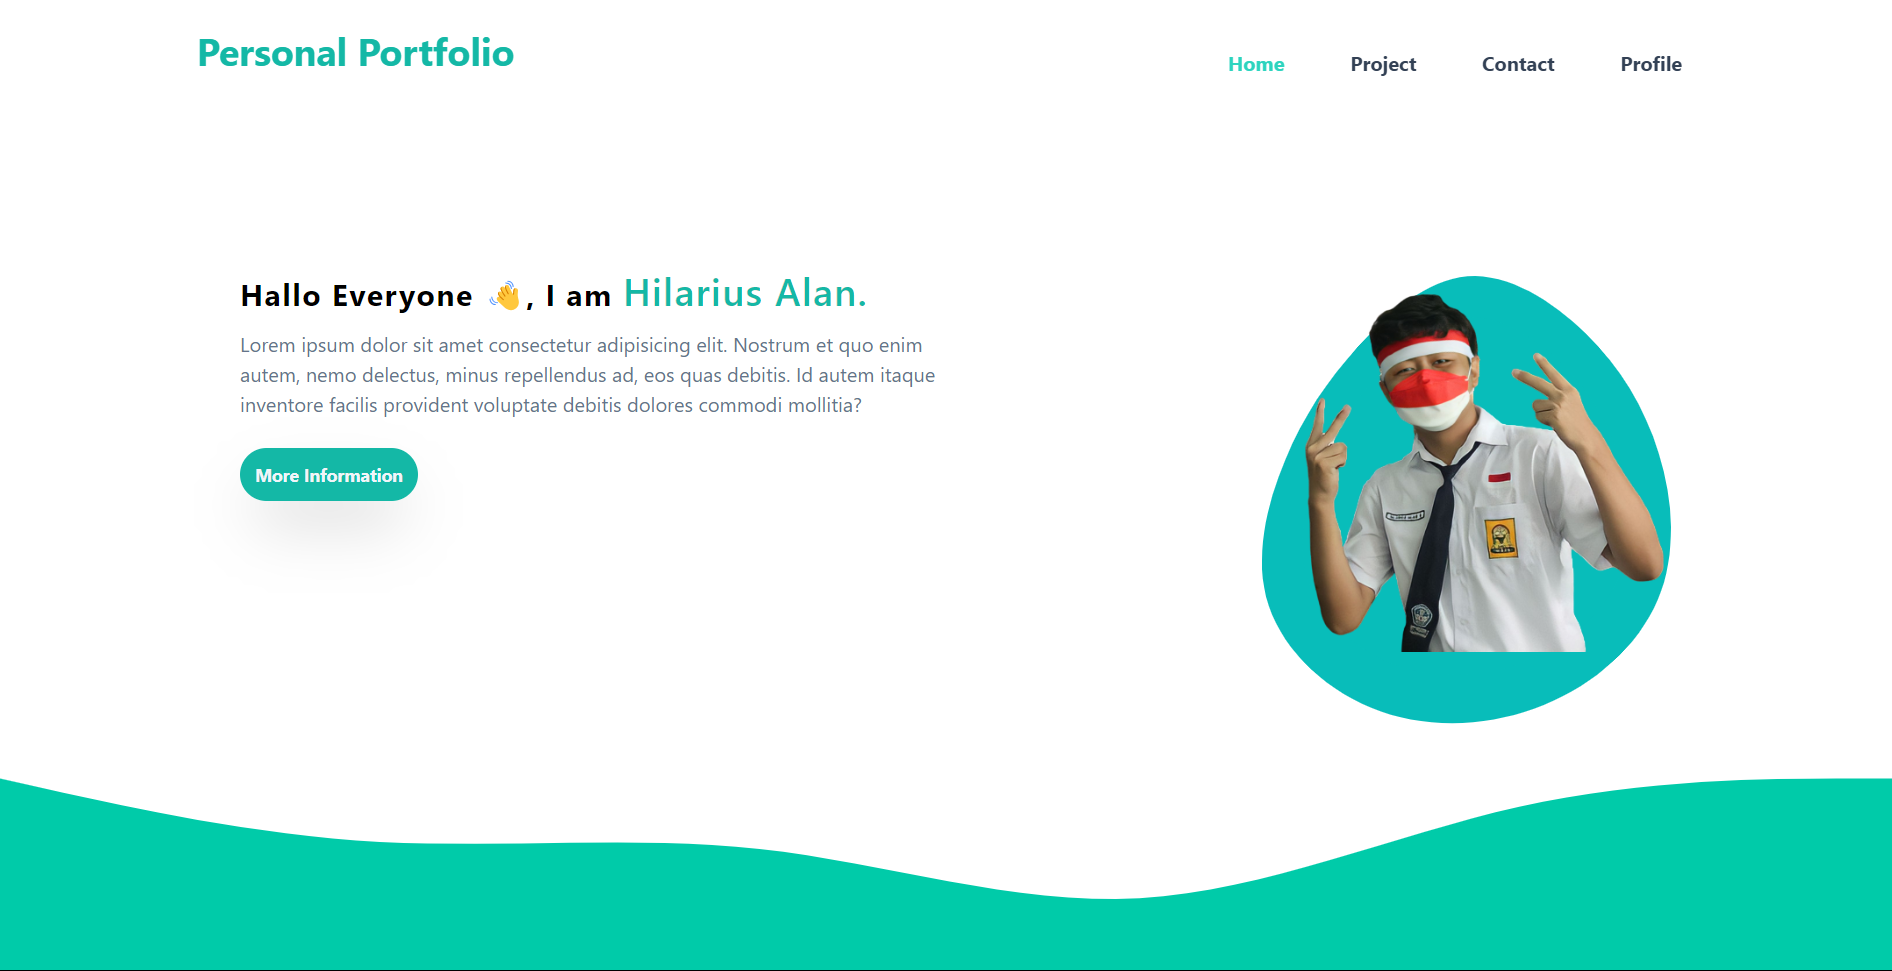 Personal Portfolio
Home Project Contact Profile
Hallo Everyone 👋, I am Hilarius Alan.
Lorem ipsum dolor sit amet consectetur adipisicing elit. Nostrum et quo enim
autem, nemo delectus, minus repellendus ad, eos quas debitis. Id autem itaque
inventore facilis provident voluptate debitis dolores commodi mollitia?
More Information